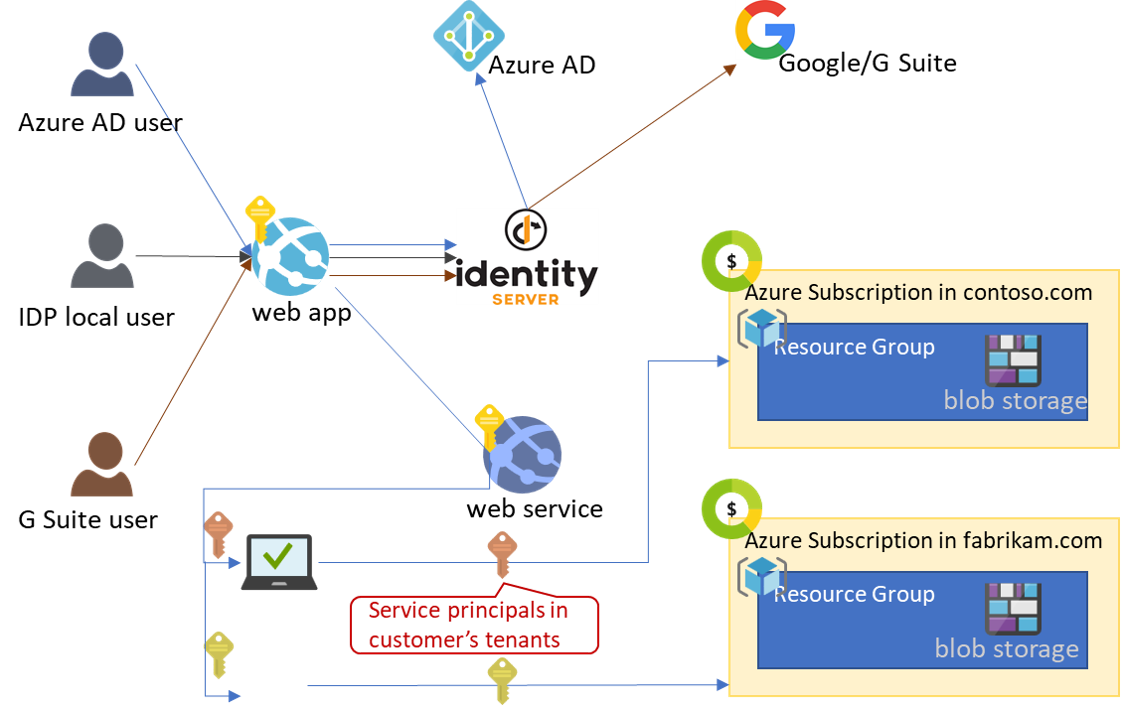 Azure AD
Google/G Suite
Azure AD user
IDP local user
web app
identity
SERVER
$
Azure Subscription in contoso.com
Resource Group
blob storage
G Suite user
web service
$
Azure Subscription in fabrikam.com
Resource Group
blob storage
Service principals in
customer's tenants